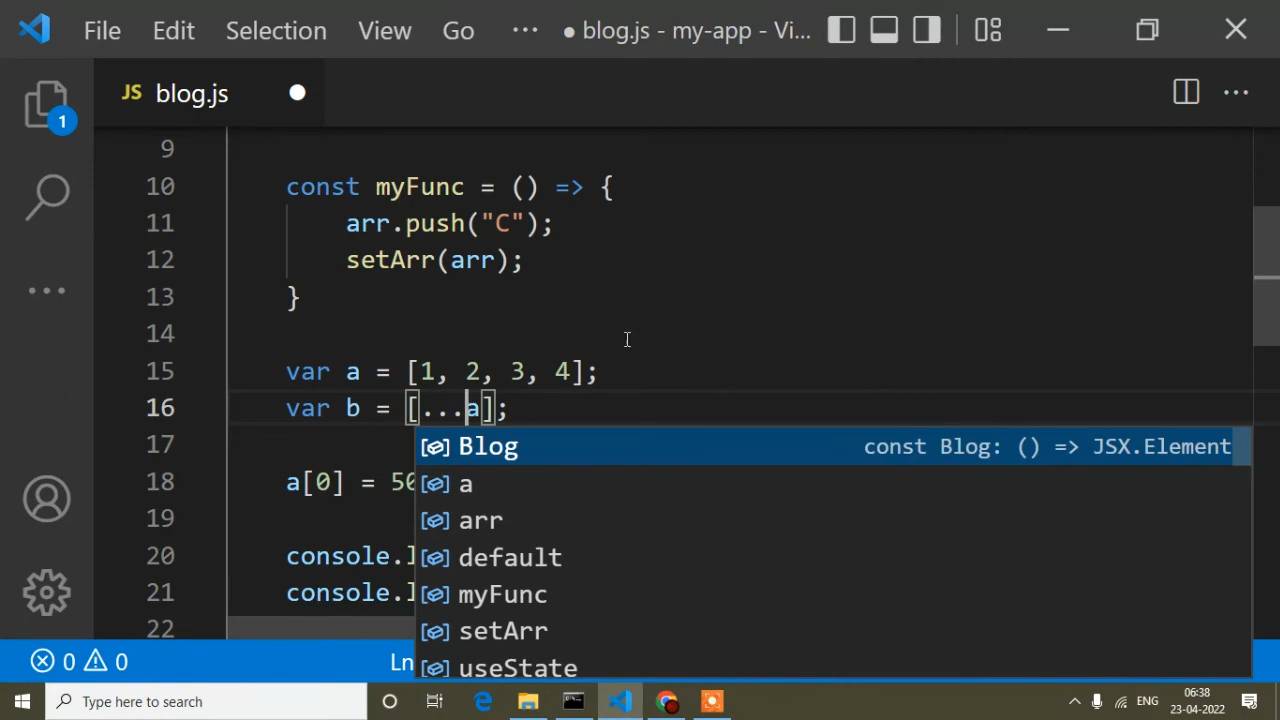 File Edit Selection View Go ··· ● blog.js - my-app - Vi...
JS blog.js ● ···
1
9
10 const myFunc = () => {
11 arr.push("C");
12 setArr(arr);
13 }
14
15 var a = [1, 2, 3, 4];
16 var b = [...a];
17
Blog const Blog: () => JSX.Element
18 a[0] = 50
a
19
arr
20 console.l
default
21 console.l
myFunc
22
setArr
useState
0 0 Ln
Type here to search
ENG 06:38
23-04-2022